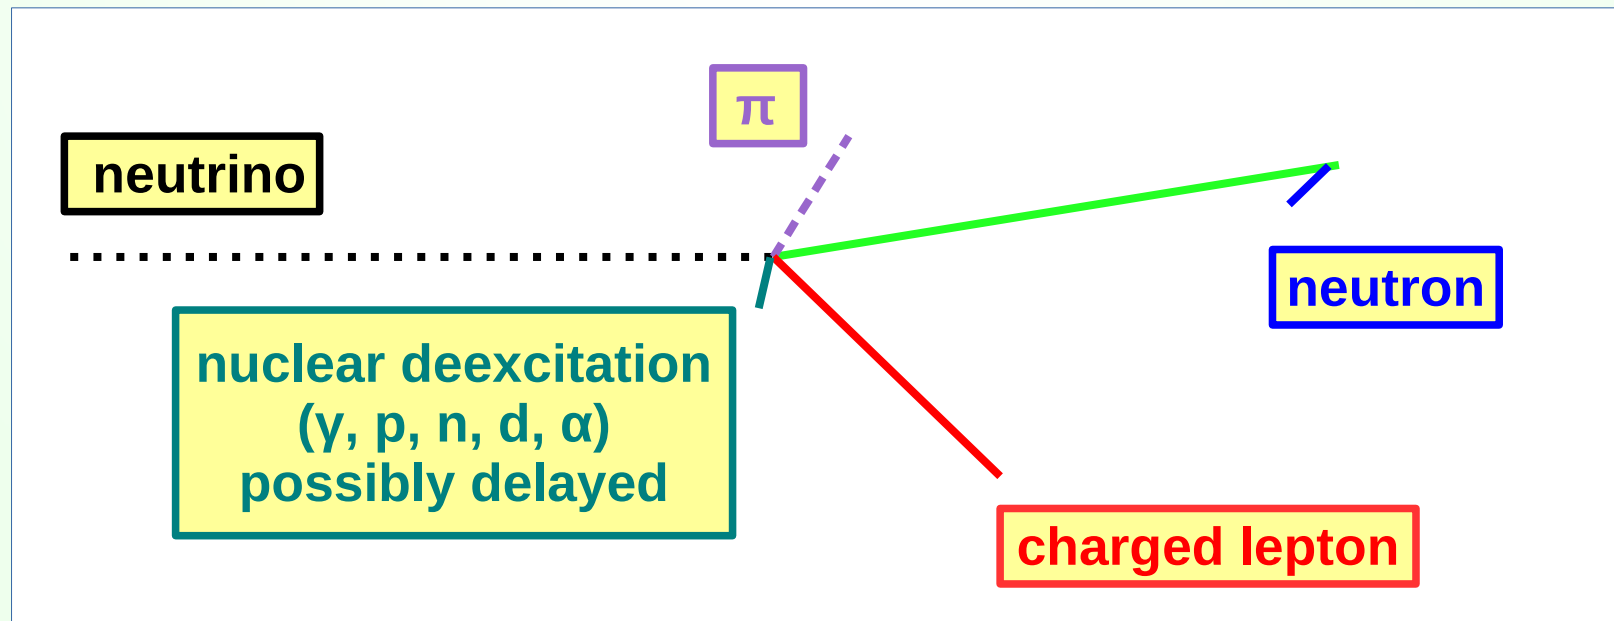 π
neutrino
neutron
nuclear deexcitation
(γ, p, n, d, α)
possibly delayed
charged lepton